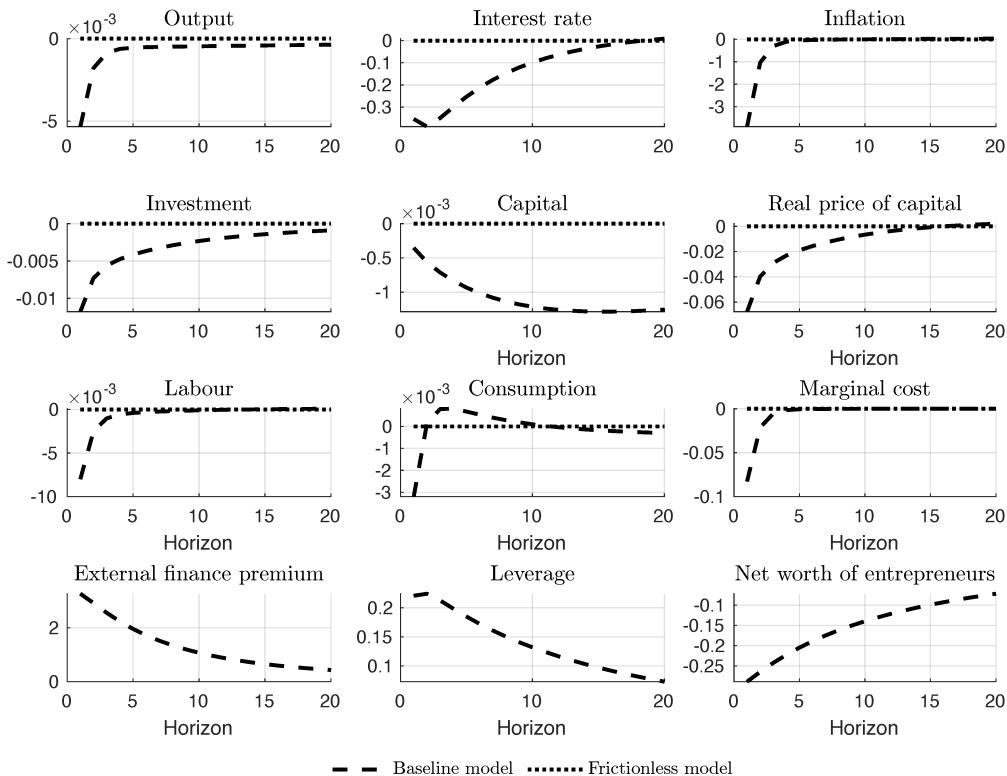 Output
×10⁻³
0
-5
0 5 10 15 20
Interest rate
0
-0.1
-0.2
-0.3
0 10 20
Inflation
0
-1
-2
-3
0 5 10 15 20
Investment
0
-0.005
-0.01
0 5 10 15 20
Capital
×10⁻³
0
-0.5
-1
0 10 20
Horizon
Real price of capital
0
-0.02
-0.04
-0.06
0 5 10 15 20
Horizon
Labour
×10⁻³
0
-5
-10
0 5 10 15 20
Horizon
Consumption
×10⁻³
0
-1
-2
-3
0 10 20
Horizon
Marginal cost
0
-0.05
-0.1
0 5 10 15 20
Horizon
External finance premium
2
0
0 5 10 15 20
Horizon
Leverage
0.2
0.15
0.1
0 10 20
Horizon
Net worth of entrepreneurs
-0.1
-0.15
-0.2
-0.25
0 5 10 15 20
Horizon
Baseline model Frictionless model